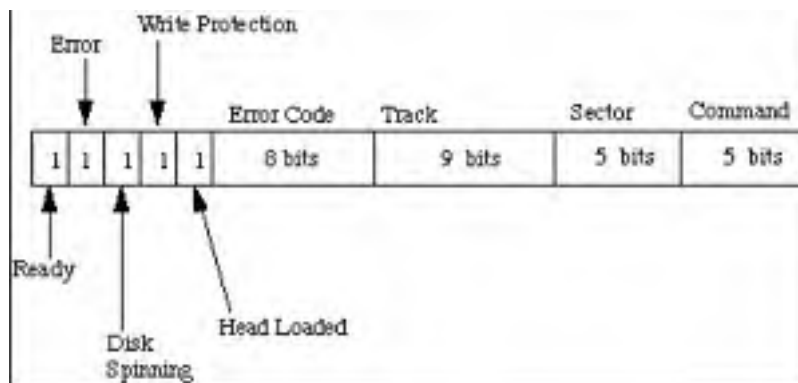 Write Protection
Error
Error Code Track Sector Command
1 1 1 1 1 8 bits 9 bits 5 bits 5 bits
Ready
Head Loaded
Disk
Spinning